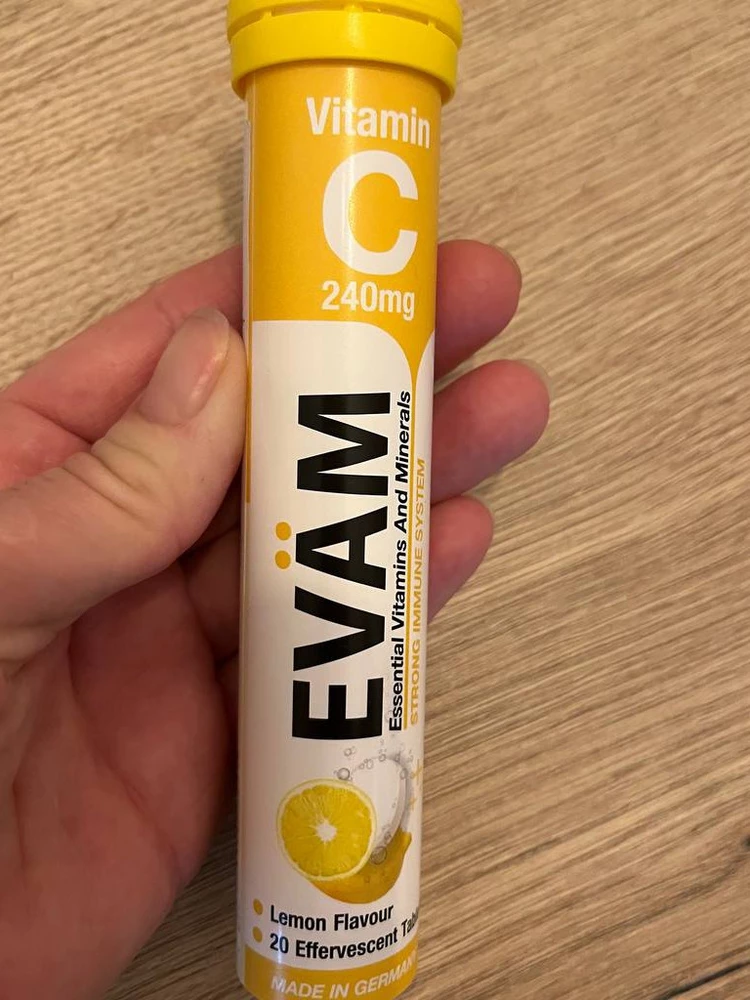 Vitamin
C
240mg
EVÄM
Essential Vitamins And Minerals
STRONG IMMUNE SYSTEM
Lemon Flavour
20 Effervescent
MADE IN GERMANY